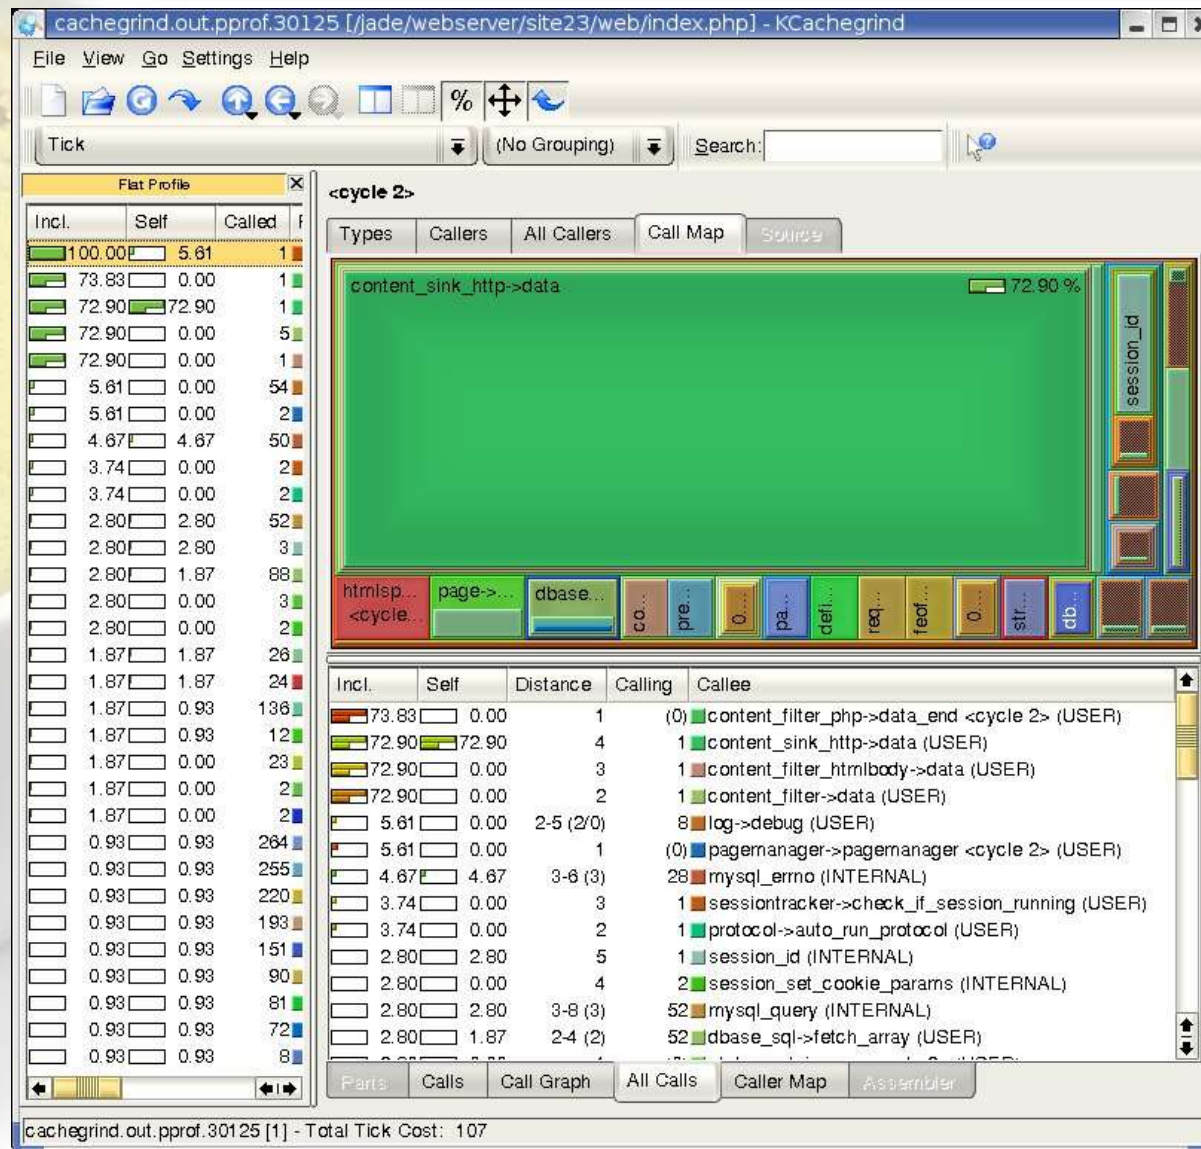 cachegrind.out.pprof.30125 [/jade/webserver/site23/web/index.php] - KCachegrind
File View Go Settings Help
%
Tick (No Grouping) Search:
Flat Profile
Incl. Self Called
100.00 5.61 1
73.83 0.00 1
72.90 72.90 1
72.90 0.00 5
72.90 0.00 1
5.61 0.00 54
5.61 0.00 2
4.67 4.67 50
3.74 0.00 2
3.74 0.00 2
2.80 2.80 52
2.80 2.80 3
2.80 1.87 88
2.80 0.00 3
2.80 0.00 2
1.87 1.87 26
1.87 1.87 24
1.87 0.93 136
1.87 0.93 12
1.87 0.00 23
1.87 0.00 2
1.87 0.00 2
0.93 0.93 264
0.93 0.93 255
0.93 0.93 220
0.93 0.93 193
0.93 0.93 151
0.93 0.93 90
0.93 0.93 81
0.93 0.93 72
0.93 0.93 8
<cycle 2>
Types Callers All Callers Call Map Source
content_sink_http->data 72.90 %
session_id
htmlsp... page->... dbase... co... pre... 0... pa... defi... req... feof... 0... str... db...
<cycle...
Incl. Self Distance Calling Callee
73.83 0.00 1 (0) content_filter_php->data_end <cycle 2> (USER)
72.90 72.90 4 1 content_sink_http->data (USER)
72.90 0.00 3 1 content_filter_htmlbody->data (USER)
72.90 0.00 2 1 content_filter->data (USER)
5.61 0.00 2-5 (2/0) 8 log->debug (USER)
5.61 0.00 1 (0) pagemanager->pagemanager <cycle 2> (USER)
4.67 4.67 3-6 (3) 28 mysql_errno (INTERNAL)
3.74 0.00 3 1 sessiontracker->check_if_session_running (USER)
3.74 0.00 2 1 protocol->auto_run_protocol (USER)
2.80 2.80 5 1 session_id (INTERNAL)
2.80 0.00 4 2 session_set_cookie_params (INTERNAL)
2.80 2.80 3-8 (3) 52 mysql_query (INTERNAL)
2.80 1.87 2-4 (2) 52 dbase_sql->fetch_array (USER)
Parts Calls Call Graph All Calls Caller Map Assembler
cachegrind.out.pprof.30125 [1] - Total Tick Cost: 107